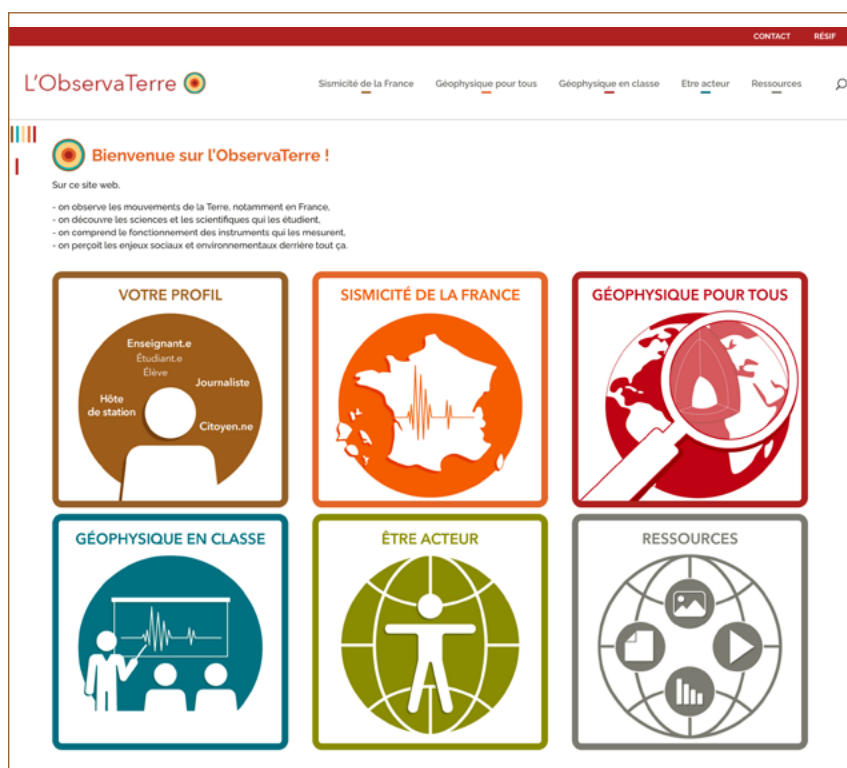 CONTACT RÉSIF
L'ObservaTerre
Sismicité de la France Géophysique pour tous Géophysique en classe Etre acteur Ressources
Bienvenue sur l'ObservaTerre !
Sur ce site web,
- on observe les mouvements de la Terre, notamment en France,
- on découvre les sciences et les scientifiques qui les étudient,
- on comprend le fonctionnement des instruments qui les mesurent,
- on perçoit les enjeux sociaux et environnementaux derrière tout ça.
VOTRE PROFIL
Enseignant.e
Étudiant.e
Élève
Journaliste
Hôte
de station
Citoyen.ne
SISMICITÉ DE LA FRANCE
GÉOPHYSIQUE POUR TOUS
GÉOPHYSIQUE EN CLASSE
ÊTRE ACTEUR
RESSOURCES